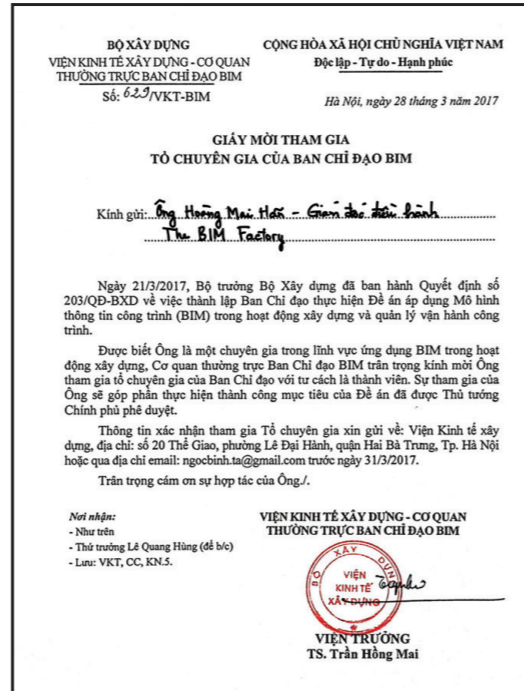 BỘ XÂY DỰNG
VIỆN KINH TẾ XÂY DỰNG - CƠ QUAN
THƯỜNG TRỰC BAN CHỈ ĐẠO BIM
Số: 629/VKT-BIM
CỘNG HÒA XÃ HỘI CHỦ NGHĨA VIỆT NAM
Độc lập - Tự do - Hạnh phúc
Hà Nội, ngày 28 tháng 3 năm 2017
GIẤY MỜI THAM GIA
TỔ CHUYÊN GIA CỦA BAN CHỈ ĐẠO BIM
Kính gửi: Ông Hoàng Mai Hán - Giám đốc điều hành
The BIM Factory
Ngày 21/3/2017, Bộ trưởng Bộ Xây dựng đã ban hành Quyết định số
203/QĐ-BXD về việc thành lập Ban Chỉ đạo thực hiện Đề án áp dụng Mô hình
thông tin công trình (BIM) trong hoạt động xây dựng và quản lý vận hành công
trình.
Được biết Ông là một chuyên gia trong lĩnh vực ứng dụng BIM trong hoạt
động xây dựng, Cơ quan thường trực Ban Chỉ đạo BIM trân trọng kính mời Ông
tham gia tổ chuyên gia của Ban Chỉ đạo với tư cách là thành viên. Sự tham gia của
Ông sẽ góp phần thực hiện thành công mục tiêu của Đề án đã được Thủ tướng
Chính phủ phê duyệt.
Thông tin xác nhận tham gia Tổ chuyên gia xin gửi về: Viện Kinh tế xây
dựng, địa chỉ: số 20 Thể Giao, phường Lê Đại Hành, quận Hai Bà Trưng, Tp. Hà Nội
hoặc qua địa chỉ email: ngocbinh.ta@gmail.com trước ngày 31/3/2017.
Trân trọng cám ơn sự hợp tác của Ông./.
Nơi nhận:
- Như trên
- Thứ trưởng Lê Quang Hùng (để b/c)
- Lưu: VKT, CC, KN.5.
VIỆN KINH TẾ XÂY DỰNG - CƠ QUAN
THƯỜNG TRỰC BAN CHỈ ĐẠO BIM
BỘ XÂY DỰNG
VIỆN
KINH TẾ
XÂY DỰNG
VIỆN TRƯỞNG
TS. Trần Hồng Mai